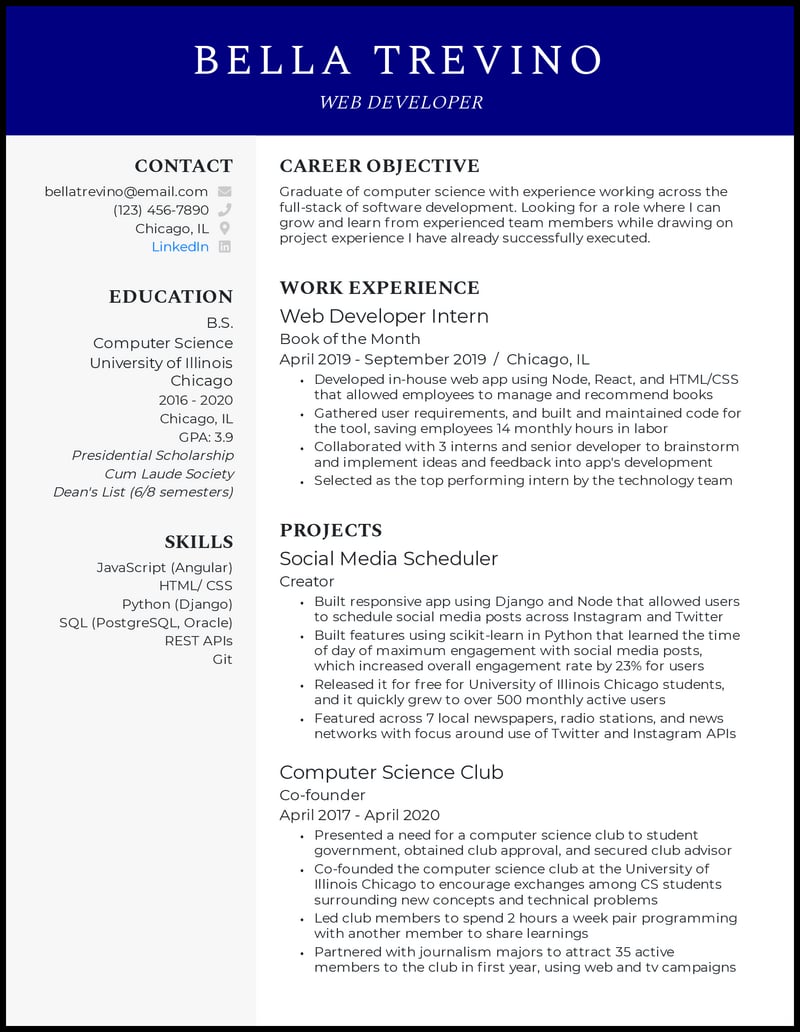 BELLA TREVINO
WEB DEVELOPER
CONTACT
bellatrevino@email.com
(123) 456-7890
Chicago, IL
LinkedIn
EDUCATION
B.S.
Computer Science
University of Illinois
Chicago
2016 - 2020
Chicago, IL
GPA: 3.9
Presidential Scholarship
Cum Laude Society
Dean's List (6/8 semesters)
SKILLS
JavaScript (Angular)
HTML/ CSS
Python (Django)
SQL (PostgreSQL, Oracle)
REST APIs
Git
CAREER OBJECTIVE
Graduate of computer science with experience working across the
full-stack of software development. Looking for a role where I can
grow and learn from experienced team members while drawing on
project experience I have already successfully executed.
WORK EXPERIENCE
Web Developer Intern
Book of the Month
April 2019 - September 2019 / Chicago, IL
• Developed in-house web app using Node, React, and HTML/CSS
that allowed employees to manage and recommend books
• Gathered user requirements, and built and maintained code for
the tool, saving employees 14 monthly hours in labor
• Collaborated with 3 interns and senior developer to brainstorm
and implement ideas and feedback into app's development
• Selected as the top performing intern by the technology team
PROJECTS
Social Media Scheduler
Creator
• Built responsive app using Django and Node that allowed users
to schedule social media posts across Instagram and Twitter
• Built features using scikit-learn in Python that learned the time
of day of maximum engagement with social media posts,
which increased overall engagement rate by 23% for users
• Released it for free for University of Illinois Chicago students,
and it quickly grew to over 500 monthly active users
• Featured across 7 local newspapers, radio stations, and news
networks with focus around use of Twitter and Instagram APIs
Computer Science Club
Co-founder
April 2017 - April 2020
• Presented a need for a computer science club to student
government, obtained club approval, and secured club advisor
• Co-founded the computer science club at the University of
Illinois Chicago to encourage exchanges among CS students
surrounding new concepts and technical problems
• Led club members to spend 2 hours a week pair programming
with another member to share learnings
• Partnered with journalism majors to attract 35 active
members to the club in first year, using web and tv campaigns